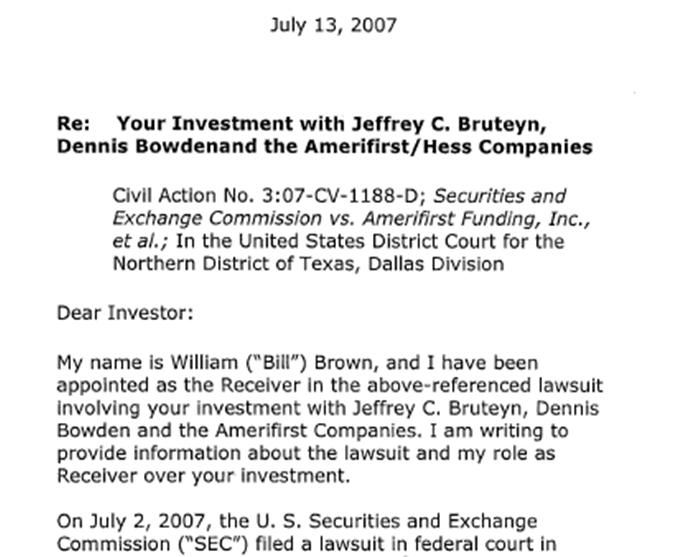 July 13, 2007
Re: Your Investment with Jeffrey C. Bruteyn,
Dennis Bowdenand the Amerifirst/Hess Companies
Civil Action No. 3:07-CV-1188-D; Securities and
Exchange Commission vs. Amerifirst Funding, Inc.,
et al.; In the United States District Court for the
Northern District of Texas, Dallas Division
Dear Investor:
My name is William ("Bill") Brown, and I have been
appointed as the Receiver in the above-referenced lawsuit
involving your investment with Jeffrey C. Bruteyn, Dennis
Bowden and the Amerifirst Companies. I am writing to
provide information about the lawsuit and my role as
Receiver over your investment.
On July 2, 2007, the U. S. Securities and Exchange
Commission ("SEC") filed a lawsuit in federal court in